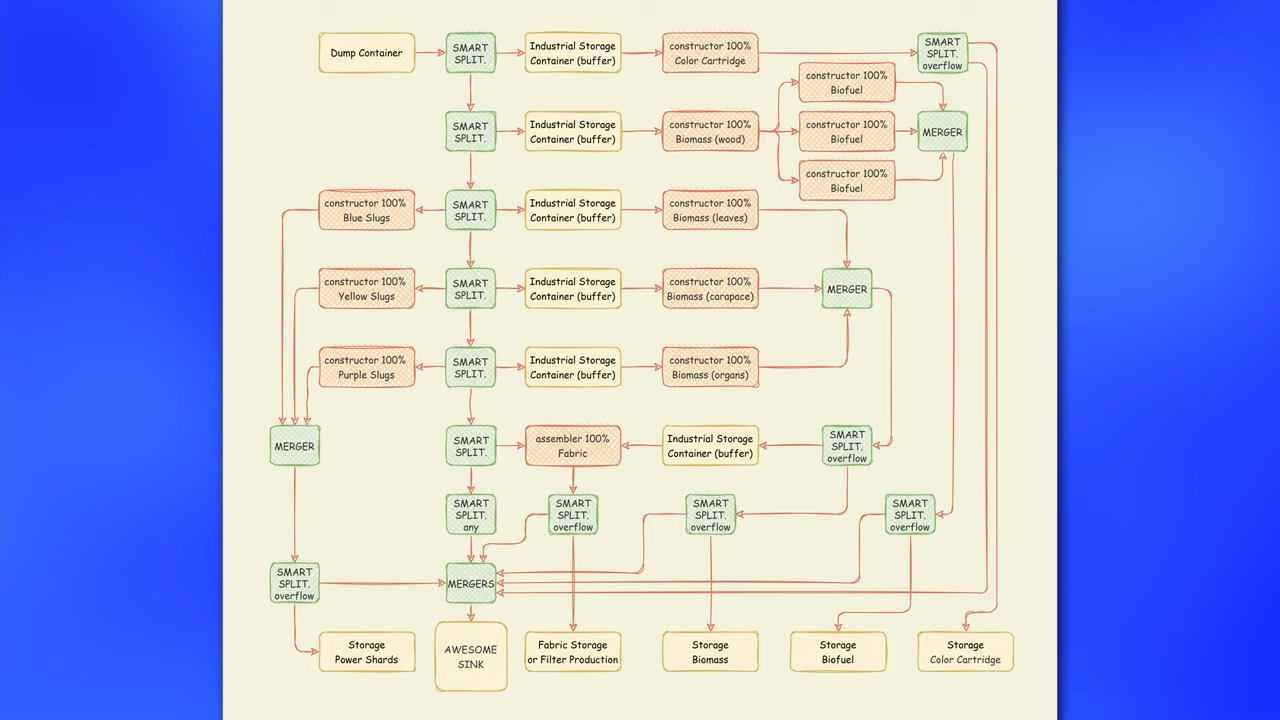 Dump Container
SMART
SPLIT.
Industrial Storage
Container (buffer)
constructor 100%
Color Cartridge
SMART
SPLIT.
overflow
constructor 100%
Biofuel
SMART
SPLIT.
Industrial Storage
Container (buffer)
constructor 100%
Biomass (wood)
constructor 100%
Biofuel
MERGER
constructor 100%
Biofuel
constructor 100%
Blue Slugs
SMART
SPLIT.
Industrial Storage
Container (buffer)
constructor 100%
Biomass (leaves)
constructor 100%
Yellow Slugs
SMART
SPLIT.
Industrial Storage
Container (buffer)
constructor 100%
Biomass (carapace)
MERGER
constructor 100%
Purple Slugs
SMART
SPLIT.
Industrial Storage
Container (buffer)
constructor 100%
Biomass (organs)
MERGER
SMART
SPLIT.
assembler 100%
Fabric
Industrial Storage
Container (buffer)
SMART
SPLIT.
overflow
SMART
SPLIT.
any
SMART
SPLIT.
overflow
SMART
SPLIT.
overflow
SMART
SPLIT.
overflow
SMART
SPLIT.
overflow
MERGERS
Storage
Power Shards
AWESOME
SINK
Fabric Storage
or Filter Production
Storage
Biomass
Storage
Biofuel
Storage
Color Cartridge